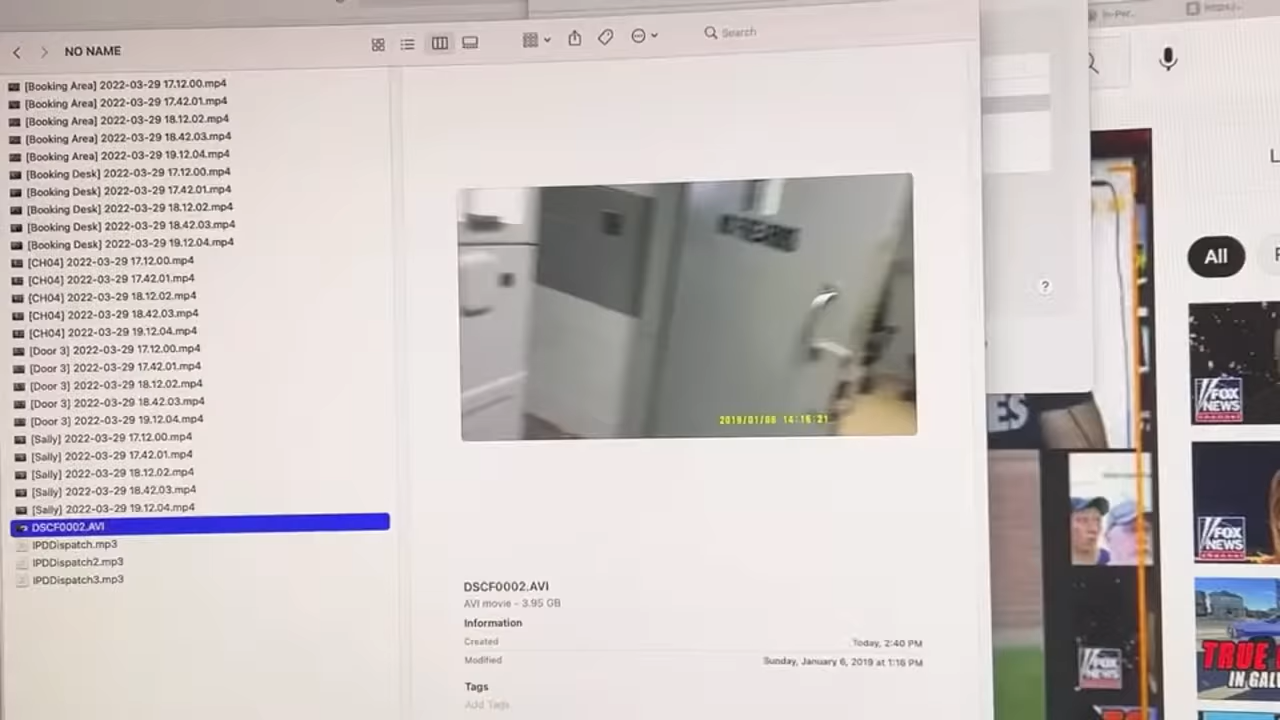 NO NAME
Search
[Booking Area] 2022-03-29 17.12.00.mp4
[Booking Area] 2022-03-29 17.42.01.mp4
[Booking Area] 2022-03-29 18.12.02.mp4
[Booking Area] 2022-03-29 18.42.03.mp4
[Booking Area] 2022-03-29 19.12.04.mp4
[Booking Desk] 2022-03-29 17.12.00.mp4
[Booking Desk] 2022-03-29 17.42.01.mp4
[Booking Desk] 2022-03-29 18.12.02.mp4
[Booking Desk] 2022-03-29 18.42.03.mp4
[Booking Desk] 2022-03-29 19.12.04.mp4
[CH04] 2022-03-29 17.12.00.mp4
[CH04] 2022-03-29 17.42.01.mp4
[CH04] 2022-03-29 18.12.02.mp4
[CH04] 2022-03-29 18.42.03.mp4
[CH04] 2022-03-29 19.12.04.mp4
[Door 3] 2022-03-29 17.12.00.mp4
[Door 3] 2022-03-29 17.42.01.mp4
[Door 3] 2022-03-29 18.12.02.mp4
[Door 3] 2022-03-29 18.42.03.mp4
[Door 3] 2022-03-29 19.12.04.mp4
[Sally] 2022-03-29 17.12.00.mp4
[Sally] 2022-03-29 17.42.01.mp4
[Sally] 2022-03-29 18.12.02.mp4
[Sally] 2022-03-29 18.42.03.mp4
[Sally] 2022-03-29 19.12.04.mp4
DSCF0002.AVI
IPDDispatch.mp3
IPDDispatch2.mp3
IPDDispatch3.mp3
2019/01/06 14:16:21
DSCF0002.AVI
AVI movie - 3.95 GB
Information
Created Today, 2:40 PM
Modified Sunday, January 6, 2019 at 1:16 PM
Tags
Add Tags
?
All
ES
FOX NEWS channel
FOX NEWS channel
FOX
TRUE
IN GAL